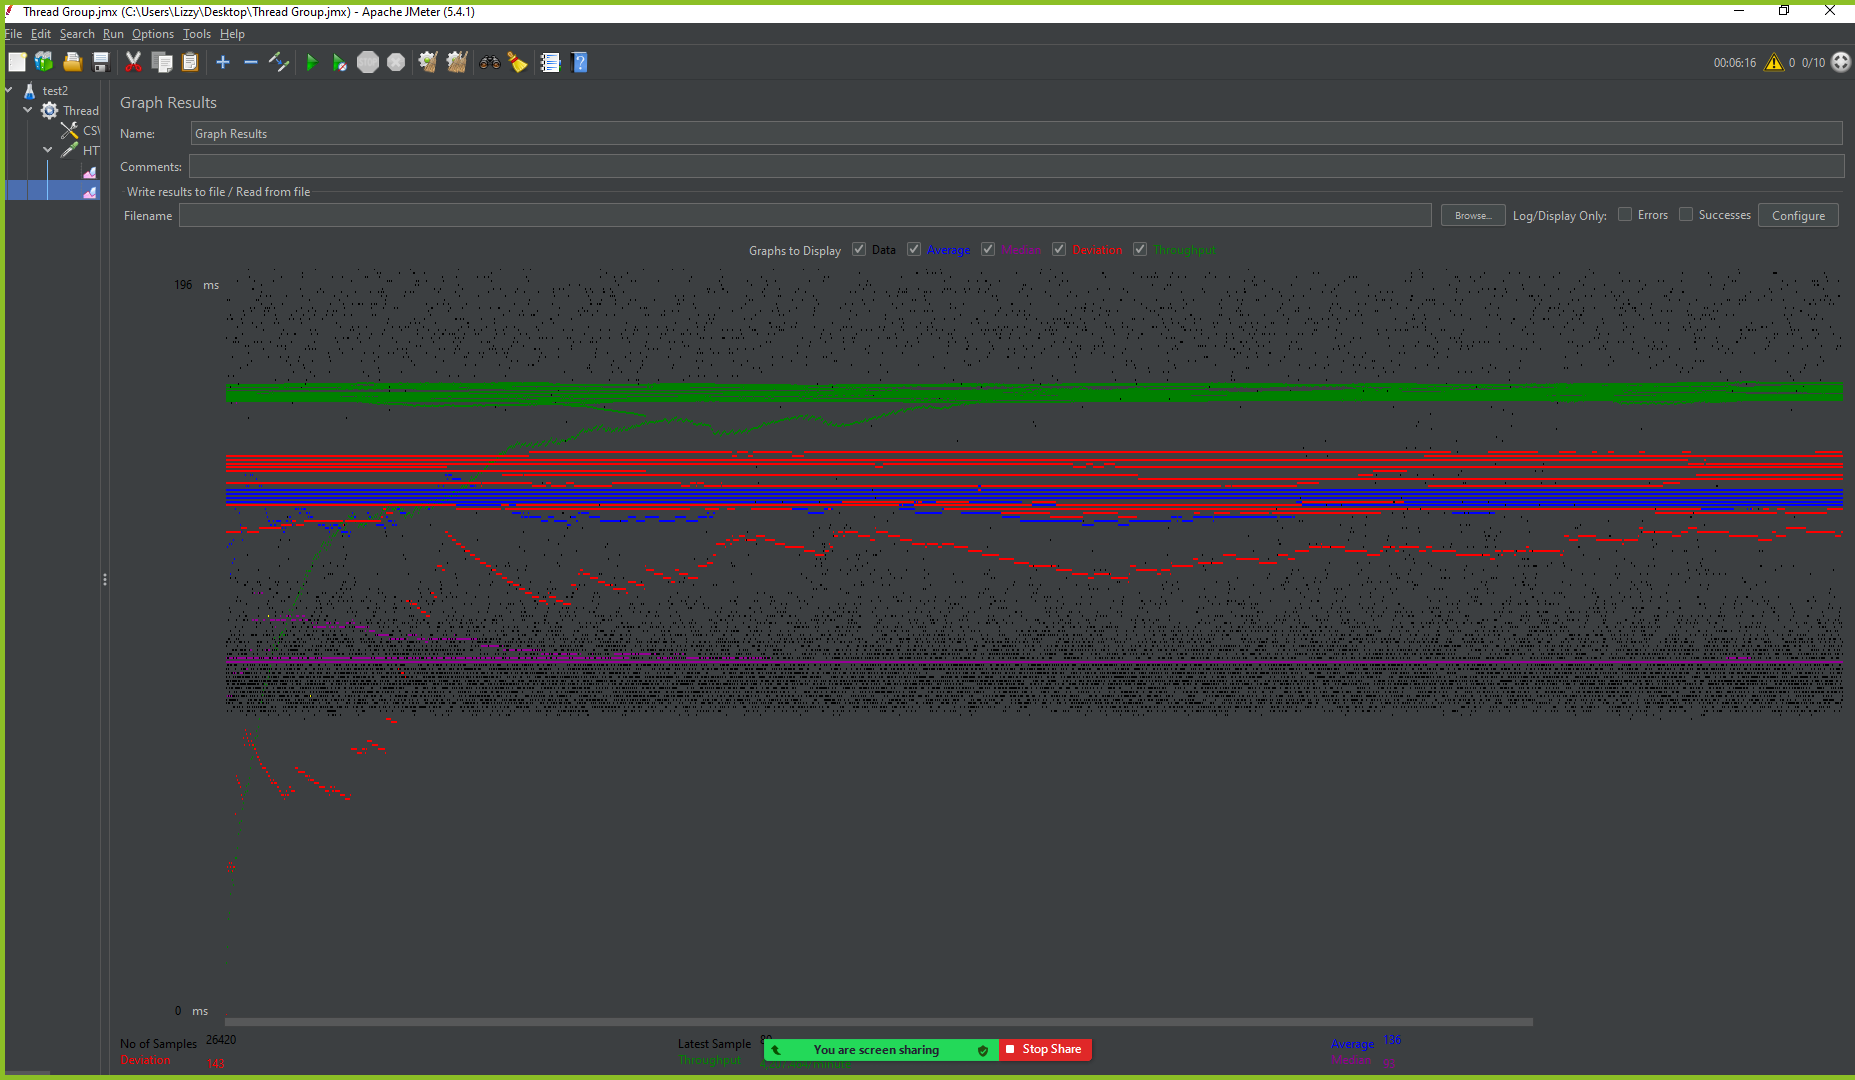 Thread Group.jmx (C:\Users\Lizzy\Desktop\Thread Group.jmx) - Apache JMeter (5.4.1)
File Edit Search Run Options Tools Help
STOP 00:06:16 0 0/10
test2
Thread
CSV
HT
Graph Results
Name: Graph Results
Comments:
Write results to file / Read from file
Filename Browse... Log/Display Only: Errors Successes Configure
Graphs to Display Data Average Median Deviation Throughput
196 ms
0 ms
No of Samples 26420 Latest Sample Average 136
Deviation 143 Throughput /minute Median
You are screen sharing Stop Share